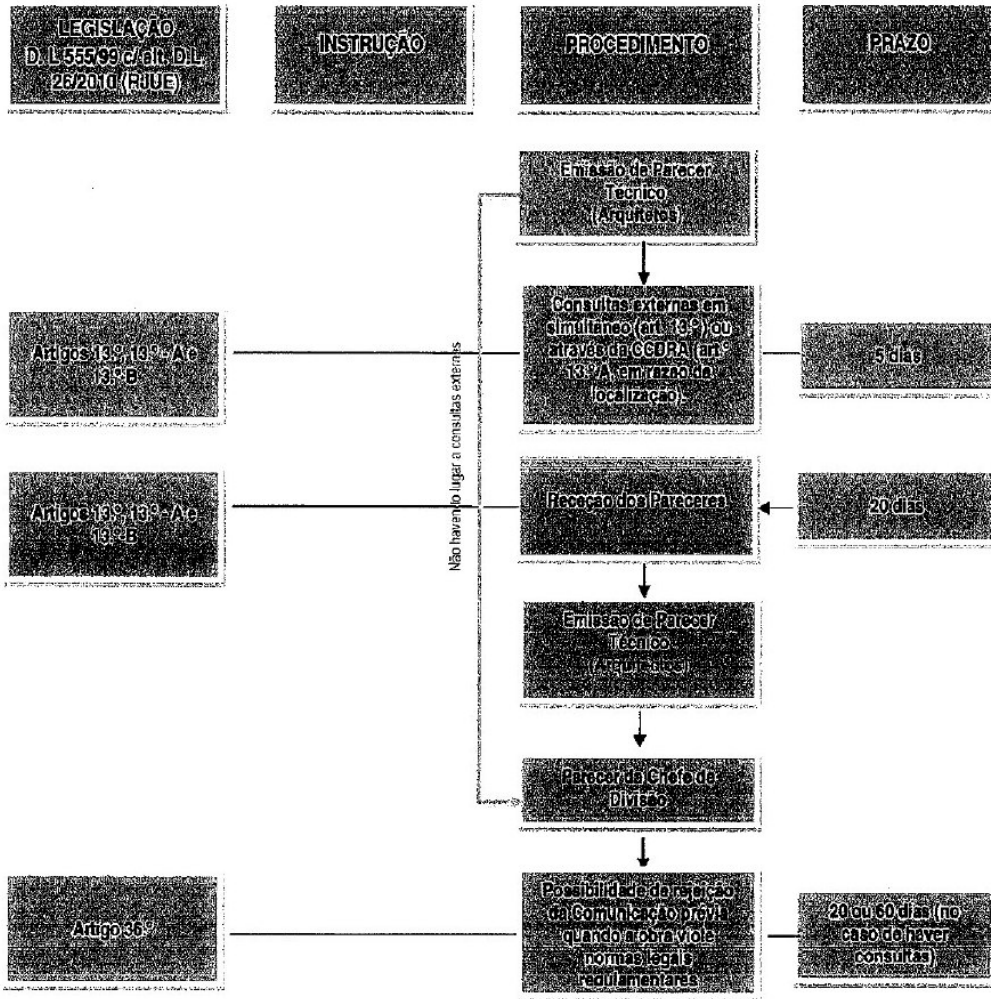 LEGISLAÇÃO
D. L 555/99 c/ alt. D.L
26/2010 (RJUE)
INSTRUÇÃO
PROCEDIMENTO
PRAZO
Emissão de Parecer
Técnico
(Arquitetos)
Consultas externas em
simultâneo (art. 13.º) ou
através da CCDRA (art.º
13.º A, em razão da
localização).
Artigos 13.º, 13.º - A e
13.º B
5 dias
Não havendo lugar a consultas externas
Artigos 13.º, 13.º - A e
13.º B
Receção dos Pareceres
20 dias
Emissão de Parecer
Técnico
(Arquitetos)
Parecer da Chefe de
Divisão
Artigo 36.º
Possibilidade de rejeição
da Comunicação prévia
quando a obra viole
normas legais
regulamentares
20 ou 60 dias (no
caso de haver
consultas)